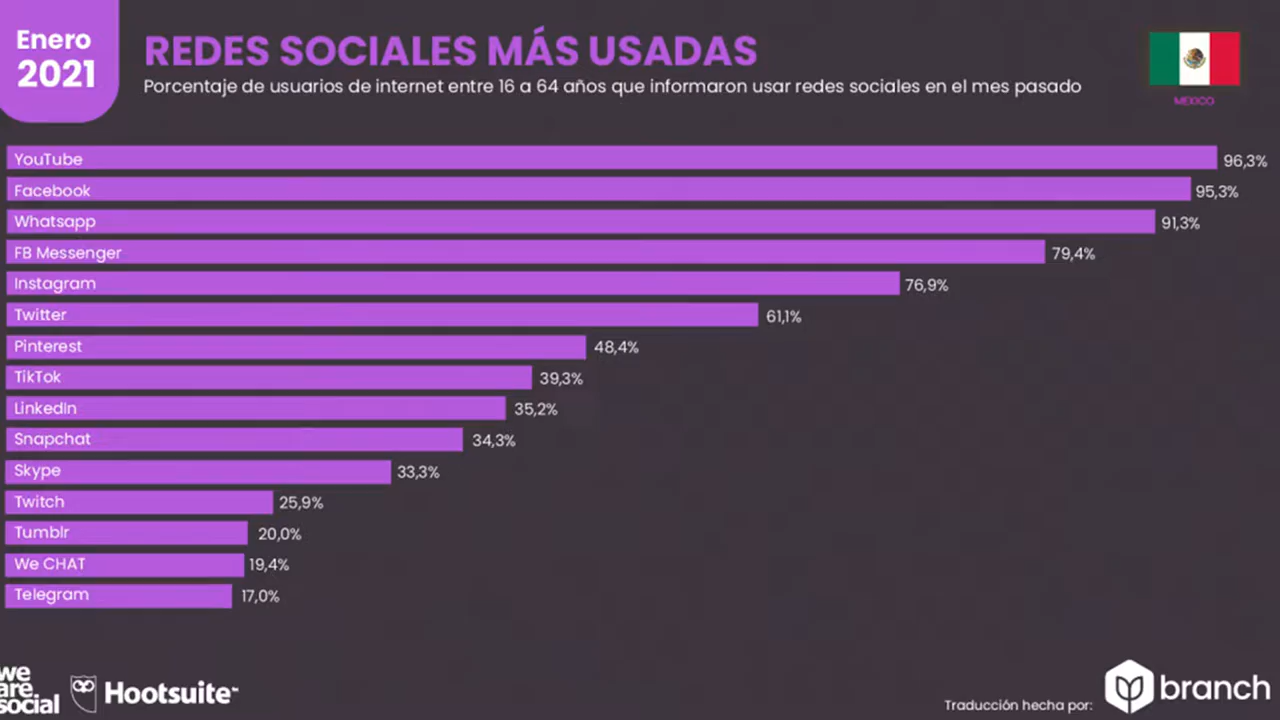 Enero
2021
REDES SOCIALES MÁS USADAS
Porcentaje de usuarios de internet entre 16 a 64 años que informaron usar redes sociales en el mes pasado
MEXICO
YouTube 96,3%
Facebook 95,3%
Whatsapp 91,3%
FB Messenger 79,4%
Instagram 76,9%
Twitter 61,1%
Pinterest 48,4%
TikTok 39,3%
LinkedIn 35,2%
Snapchat 34,3%
Skype 33,3%
Twitch 25,9%
Tumblr 20,0%
We CHAT 19,4%
Telegram 17,0%
we
are
social
Hootsuite™
Traducción hecha por:
branch